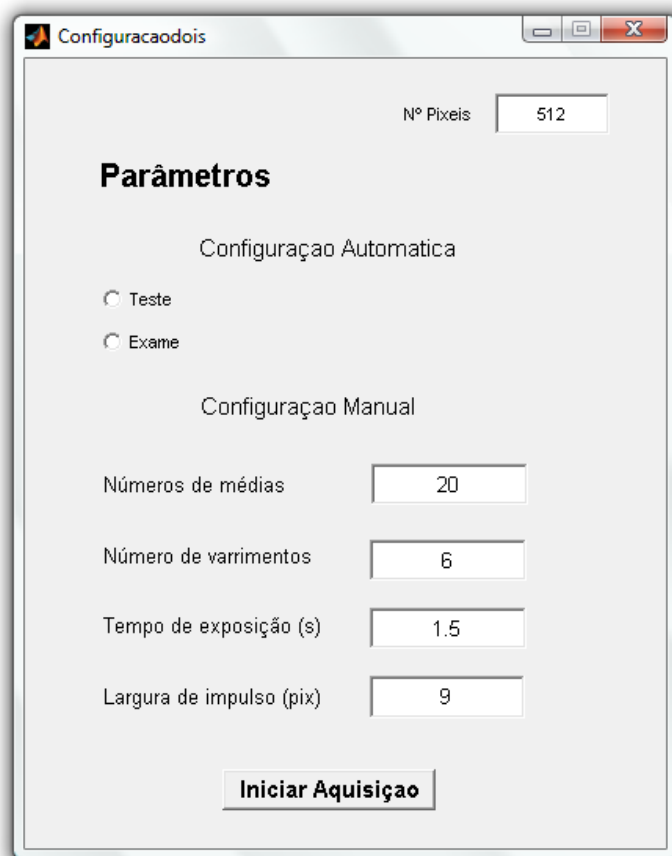 Configuracaodois
Nº Pixeis 512
Parâmetros
Configuraçao Automatica
Teste
Exame
Configuraçao Manual
Números de médias 20
Número de varrimentos 6
Tempo de exposição (s) 1.5
Largura de impulso (pix) 9
Iniciar Aquisiçao